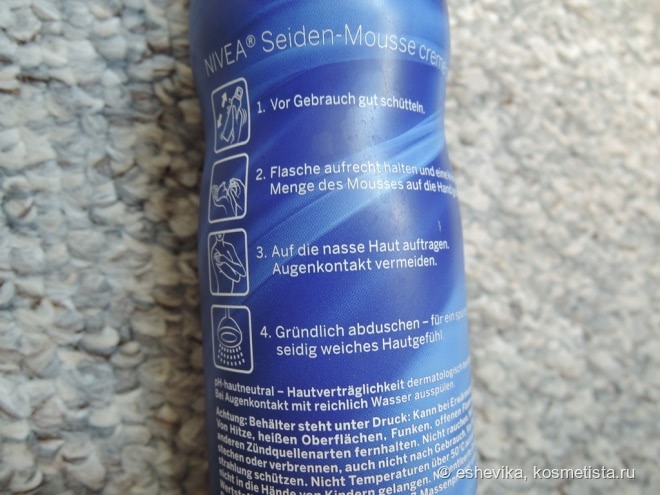 NIVEA® Seiden-Mousse creme
1. Vor Gebrauch gut schütteln.
2. Flasche aufrecht halten und eine
Menge des Mousses auf die
3. Auf die nasse Haut auftragen.
Augenkontakt vermeiden.
4. Gründlich abduschen – für ein
seidig weiches Hautgefühl
pH-hautneutral – Hautverträglichkeit dermatologisch
Bei Augenkontakt mit reichlich Wasser ausspülen.
Achtung: Behälter steht unter Druck: Kann bei
Von Hitze, heißen Oberflächen, Funken, offenen
anderen Zündquellenarten fernhalten. Nicht
stechen oder verbrennen, auch nicht nach Gebrauch.
strahlung schützen. Nicht Temperaturen über 50°C
nicht in die Hände von Kindern gelangen.
© eshevika, kosmetista.ru